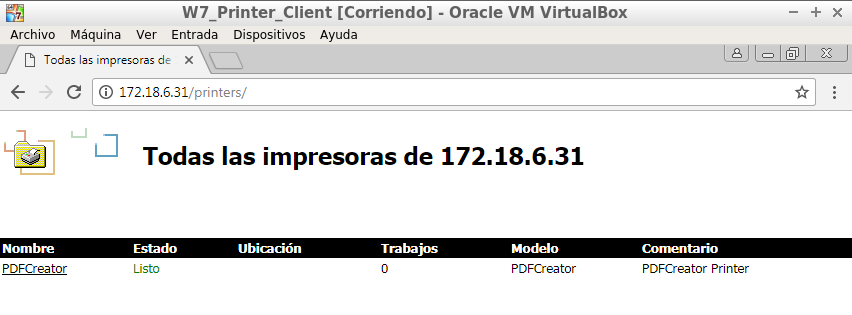 W7_Printer_Client [Corriendo] - Oracle VM VirtualBox
Archivo Máquina Ver Entrada Dispositivos Ayuda
Todas las impresoras de
172.18.6.31/printers/
Todas las impresoras de 172.18.6.31
Nombre Estado Ubicación Trabajos Modelo Comentario
PDFCreator Listo 0 PDFCreator PDFCreator Printer